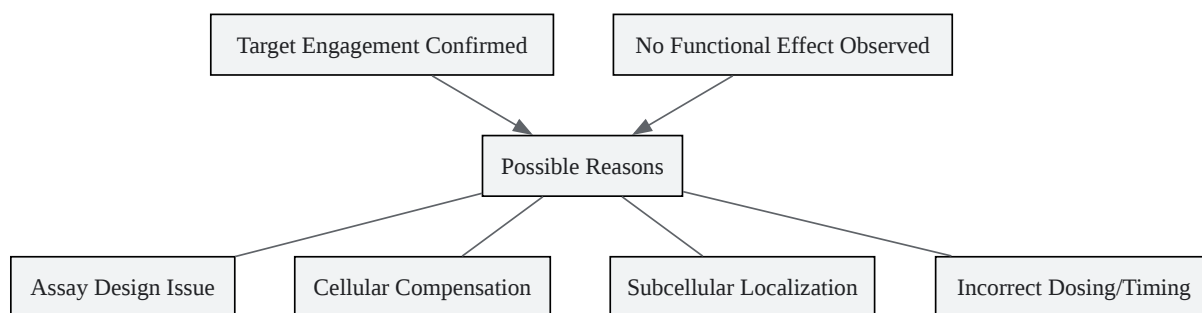 Target Engagement Confirmed
No Functional Effect Observed
Possible Reasons
Assay Design Issue
Cellular Compensation
Subcellular Localization
Incorrect Dosing/Timing